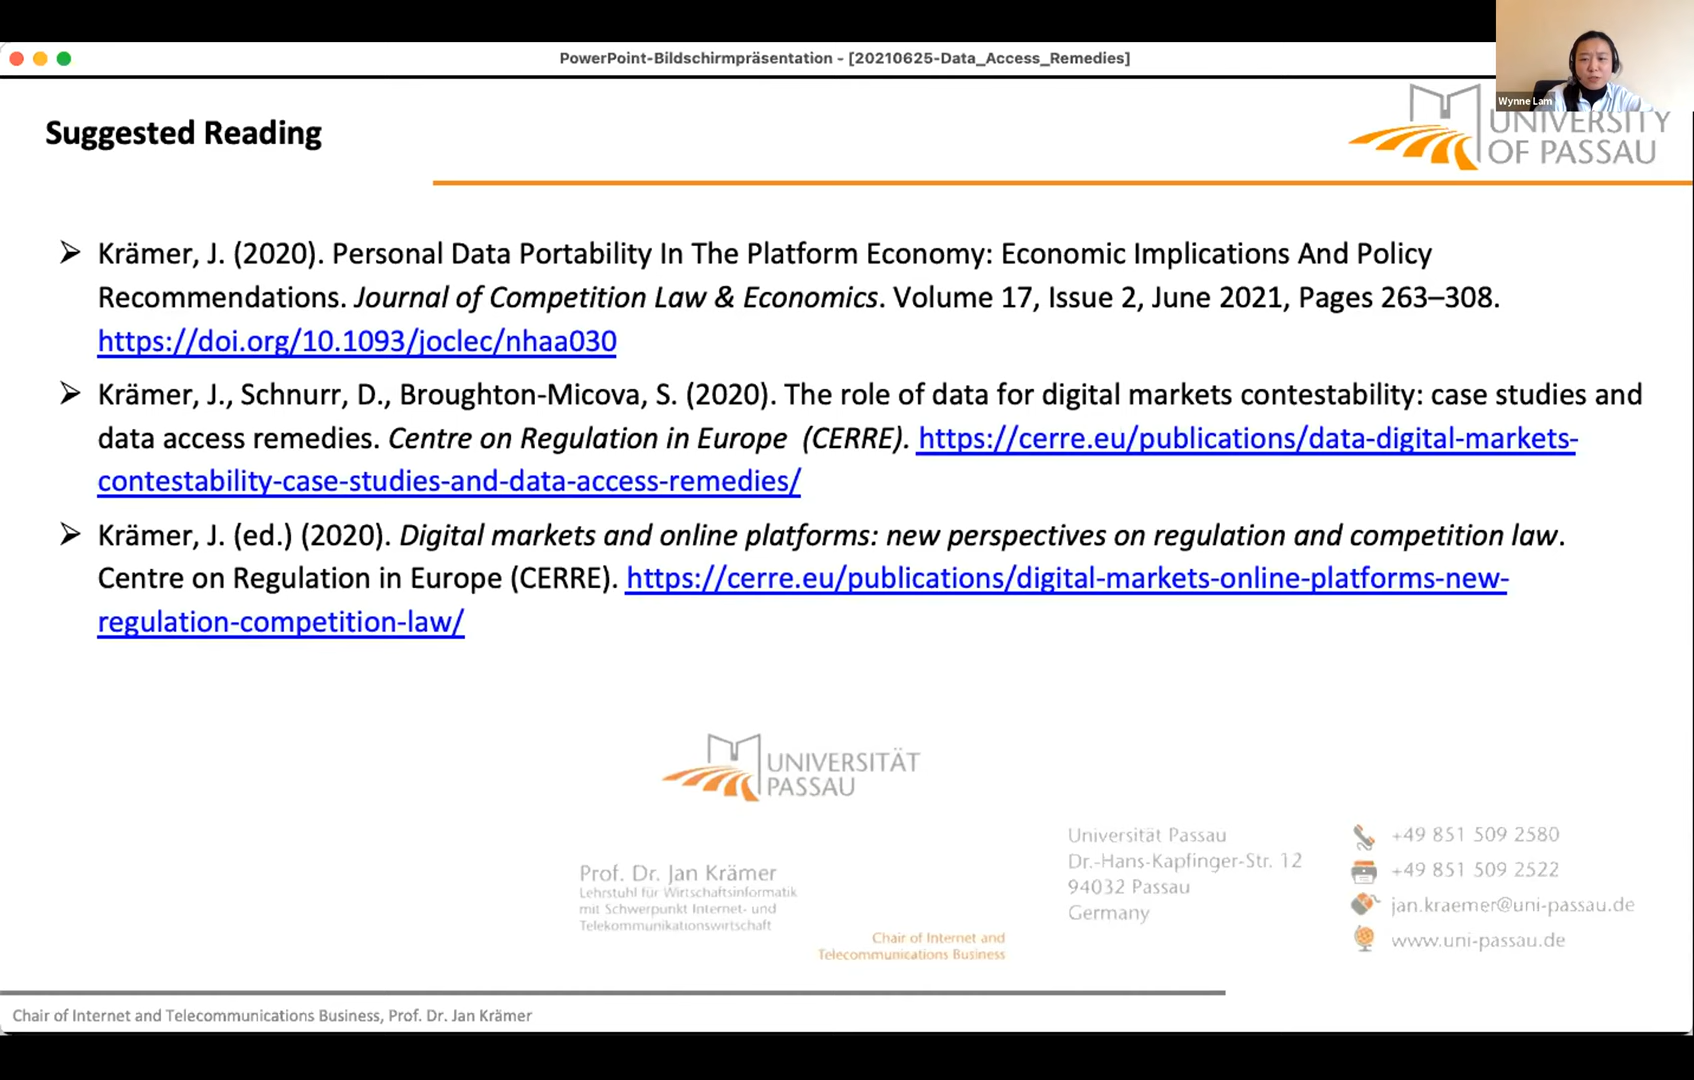 PowerPoint-Bildschirmpräsentation - [20210625-Data_Access_Remedies]
Wynne Lam
UNIVERSITY
OF PASSAU
Suggested Reading
Krämer, J. (2020). Personal Data Portability In The Platform Economy: Economic Implications And Policy
Recommendations. Journal of Competition Law & Economics. Volume 17, Issue 2, June 2021, Pages 263–308.
https://doi.org/10.1093/joclec/nhaa030
Krämer, J., Schnurr, D., Broughton-Micova, S. (2020). The role of data for digital markets contestability: case studies and
data access remedies. Centre on Regulation in Europe (CERRE). https://cerre.eu/publications/data-digital-markets-
contestability-case-studies-and-data-access-remedies/
Krämer, J. (ed.) (2020). Digital markets and online platforms: new perspectives on regulation and competition law.
Centre on Regulation in Europe (CERRE). https://cerre.eu/publications/digital-markets-online-platforms-new-
regulation-competition-law/
UNIVERSITÄT
PASSAU
Prof. Dr. Jan Krämer
Lehrstuhl für Wirtschaftsinformatik
mit Schwerpunkt Internet- und
Telekommunikationswirtschaft
Chair of Internet and
Telecommunications Business
Universität Passau
Dr.-Hans-Kapfinger-Str. 12
94032 Passau
Germany
+49 851 509 2580
+49 851 509 2522
jan.kraemer@uni-passau.de
www.uni-passau.de
Chair of Internet and Telecommunications Business, Prof. Dr. Jan Krämer